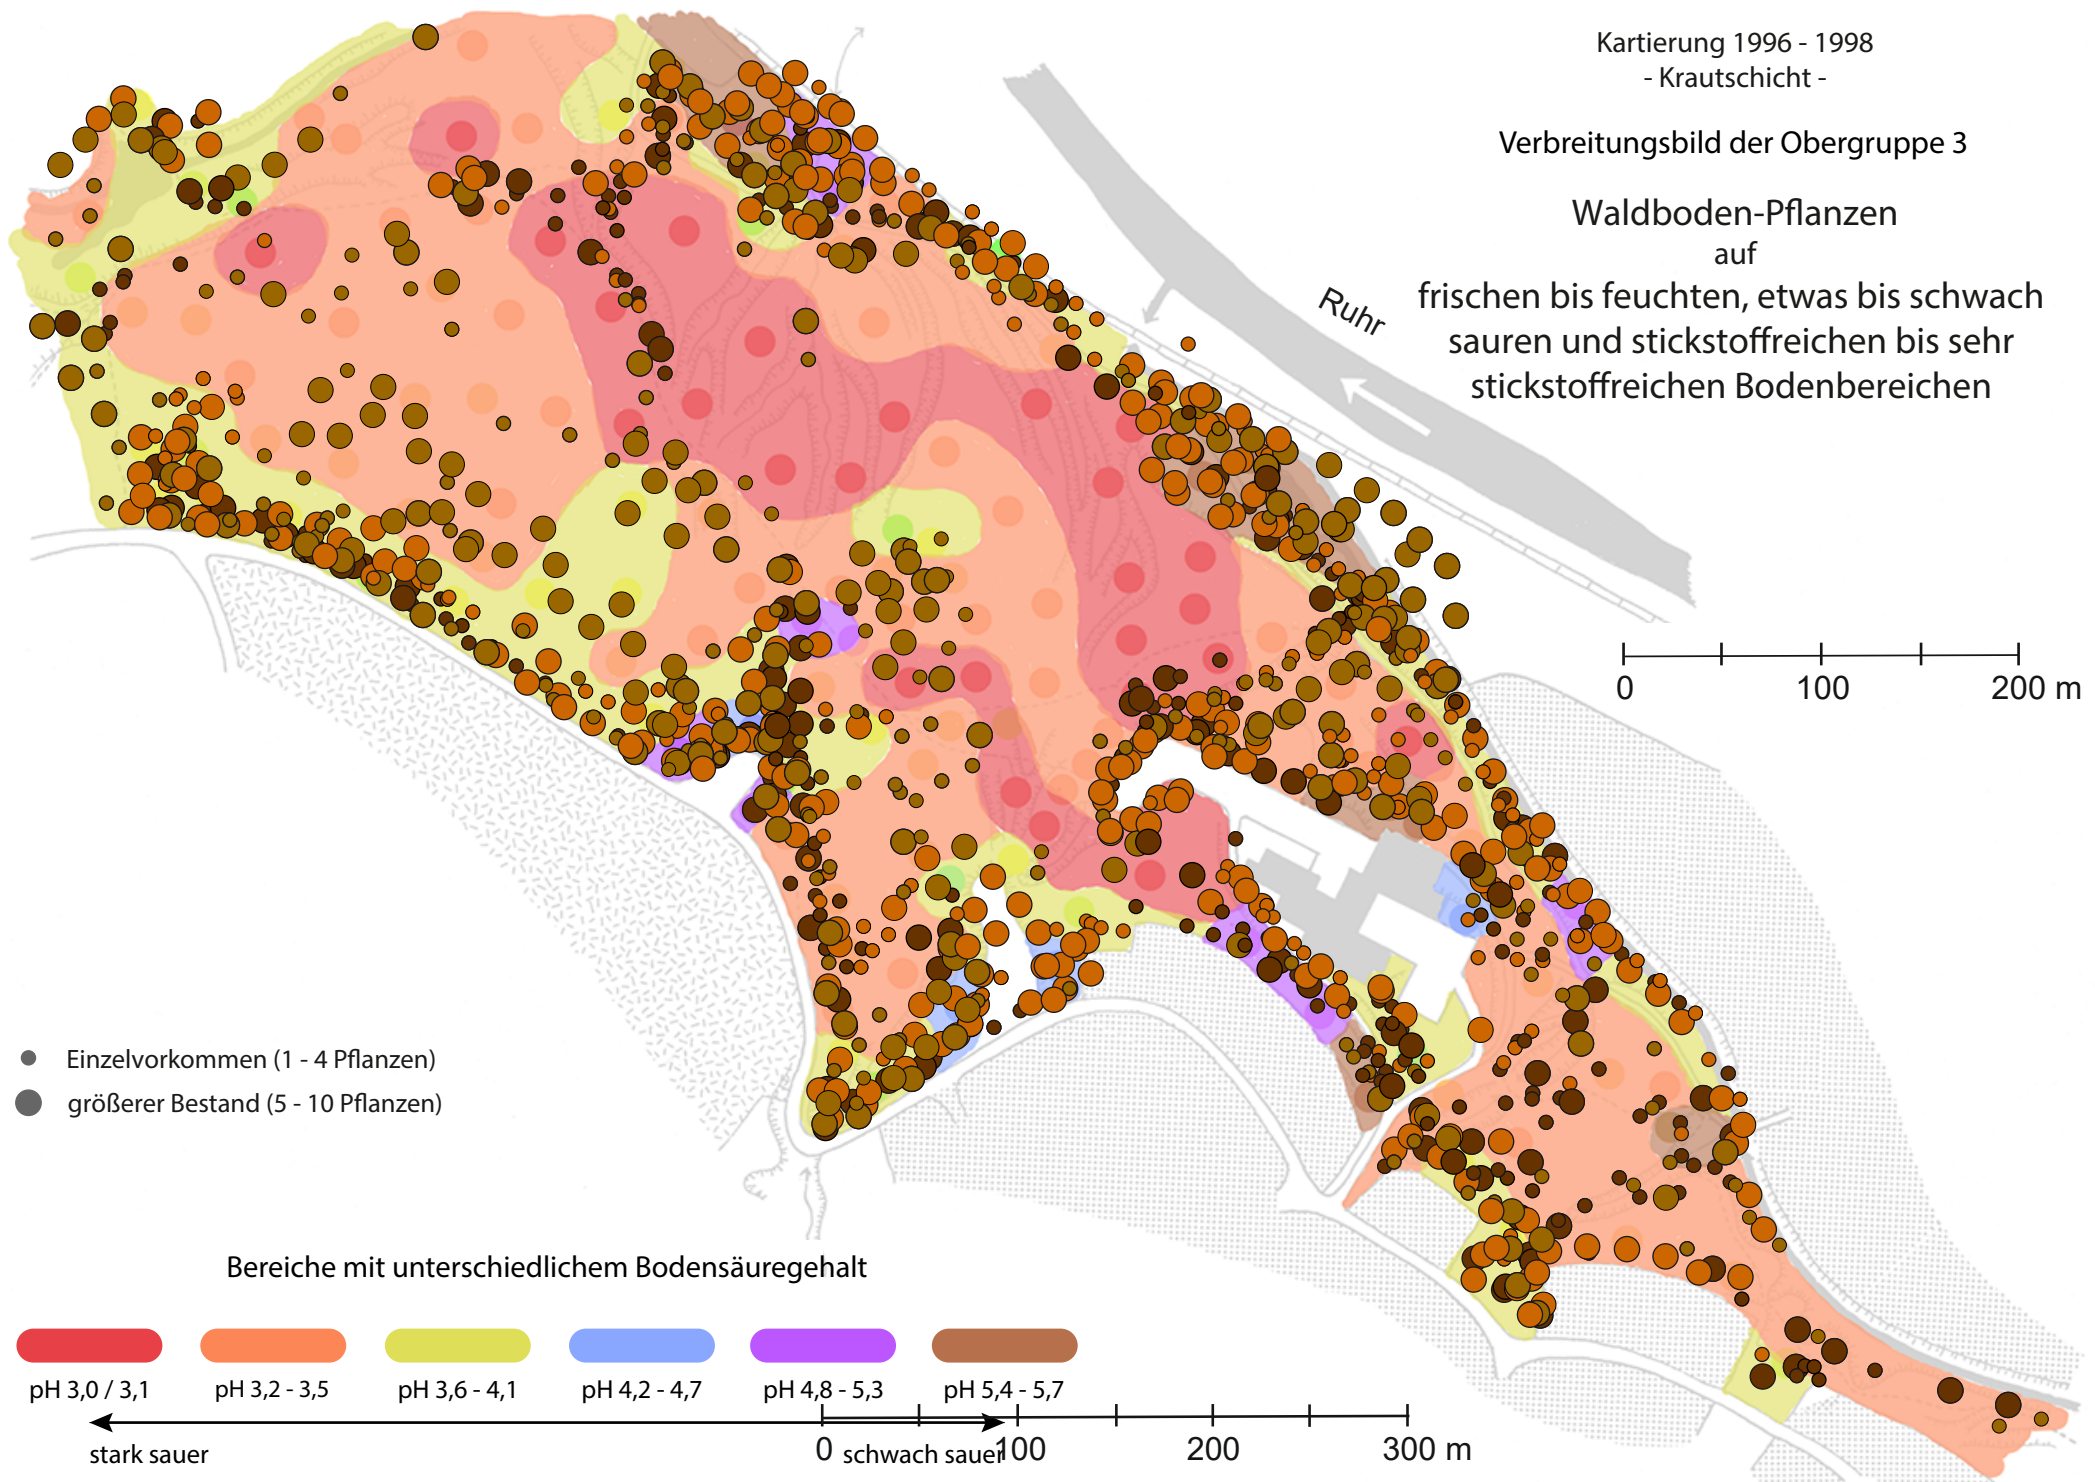 Kartierung 1996 - 1998
- Krautschicht -
Verbreitungsbild der Obergruppe 3
Waldboden-Pflanzen
auf
frischen bis feuchten, etwas bis schwach
sauren und stickstoffreichen bis sehr
stickstoffreichen Bodenbereichen
Ruhr
0 100 200 m
Einzelvorkommen (1 - 4 Pflanzen)
größerer Bestand (5 - 10 Pflanzen)
Bereiche mit unterschiedlichem Bodensäuregehalt
pH 3,0 / 3,1 pH 3,2 - 3,5 pH 3,6 - 4,1 pH 4,2 - 4,7 pH 4,8 - 5,3 pH 5,4 - 5,7
stark sauer schwach sauer
0 100 200 300 m